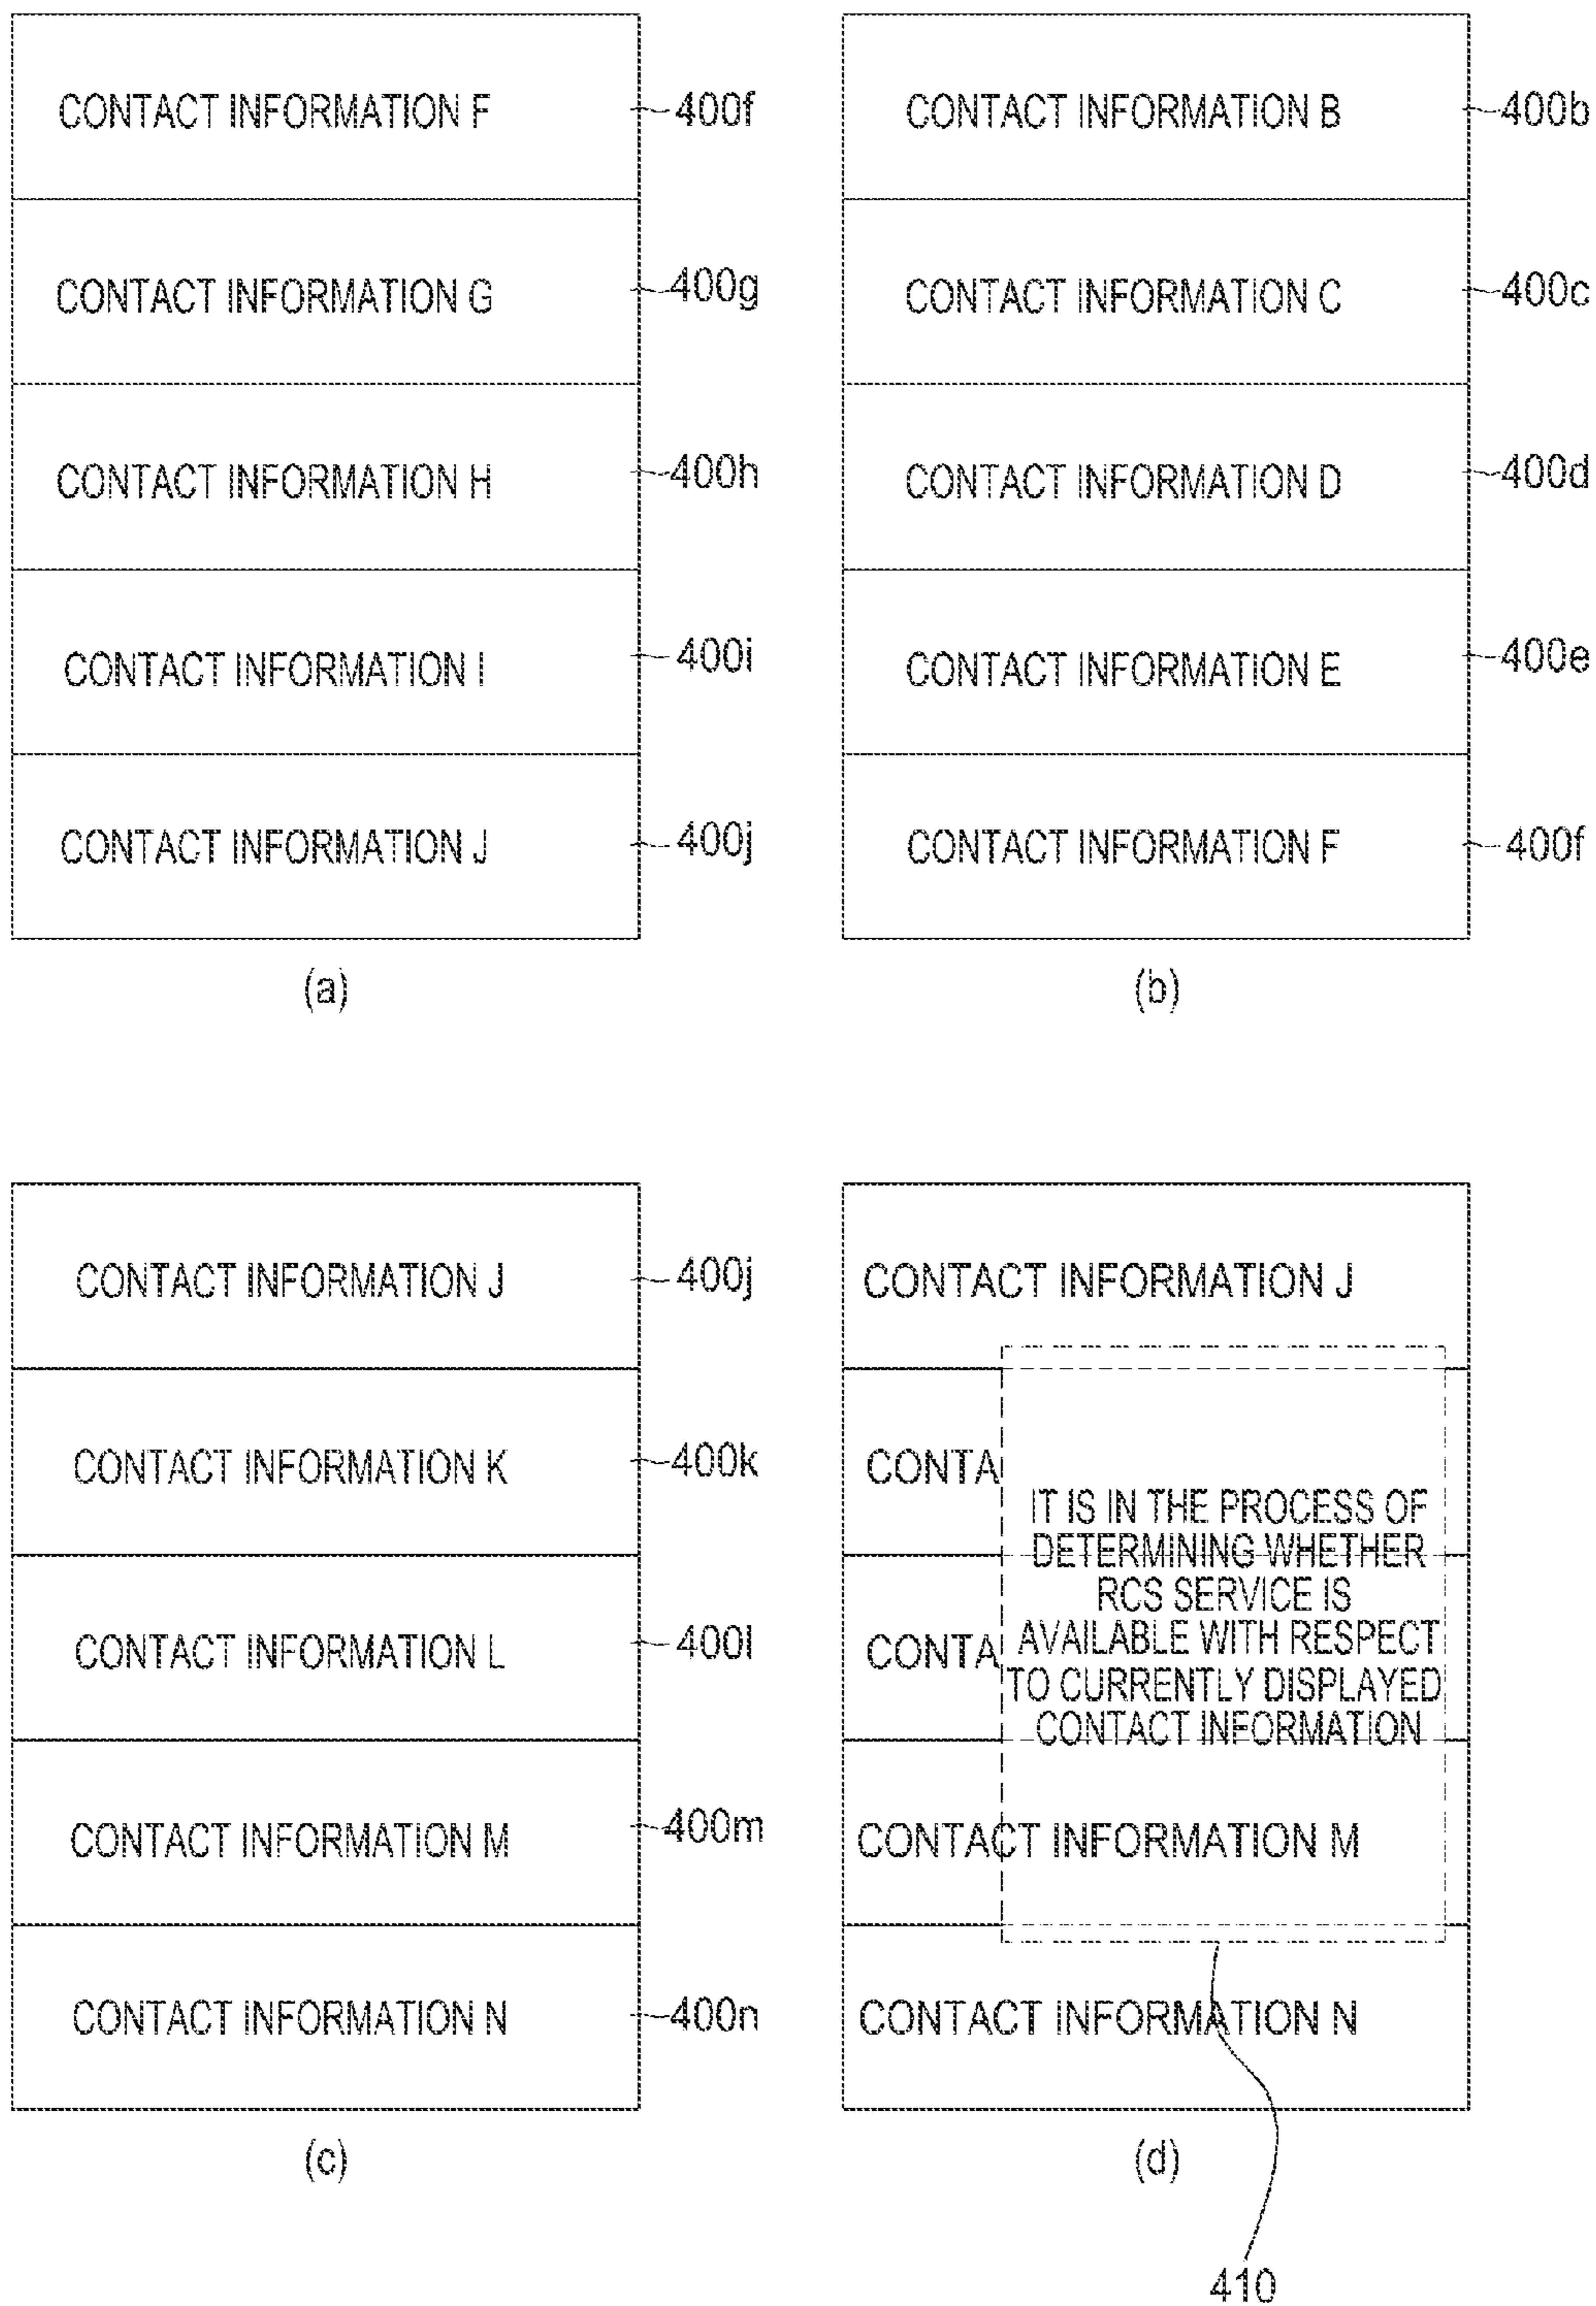 CONTACT INFORMATION F 400f
CONTACT INFORMATION G 400g
CONTACT INFORMATION H 400h
CONTACT INFORMATION I 400i
CONTACT INFORMATION J 400j
(a)
CONTACT INFORMATION B 400b
CONTACT INFORMATION C 400c
CONTACT INFORMATION D 400d
CONTACT INFORMATION E 400e
CONTACT INFORMATION F 400f
(b)
CONTACT INFORMATION J 400j
CONTACT INFORMATION K 400k
CONTACT INFORMATION L 400l
CONTACT INFORMATION M 400m
CONTACT INFORMATION N 400n
(c)
CONTACT INFORMATION J
CONTA
CONTA
IT IS IN THE PROCESS OF
DETERMINING WHETHER
RCS SERVICE IS
AVAILABLE WITH RESPECT
TO CURRENTLY DISPLAYED
CONTACT INFORMATION
CONTACT INFORMATION M
CONTACT INFORMATION N
(d)
410